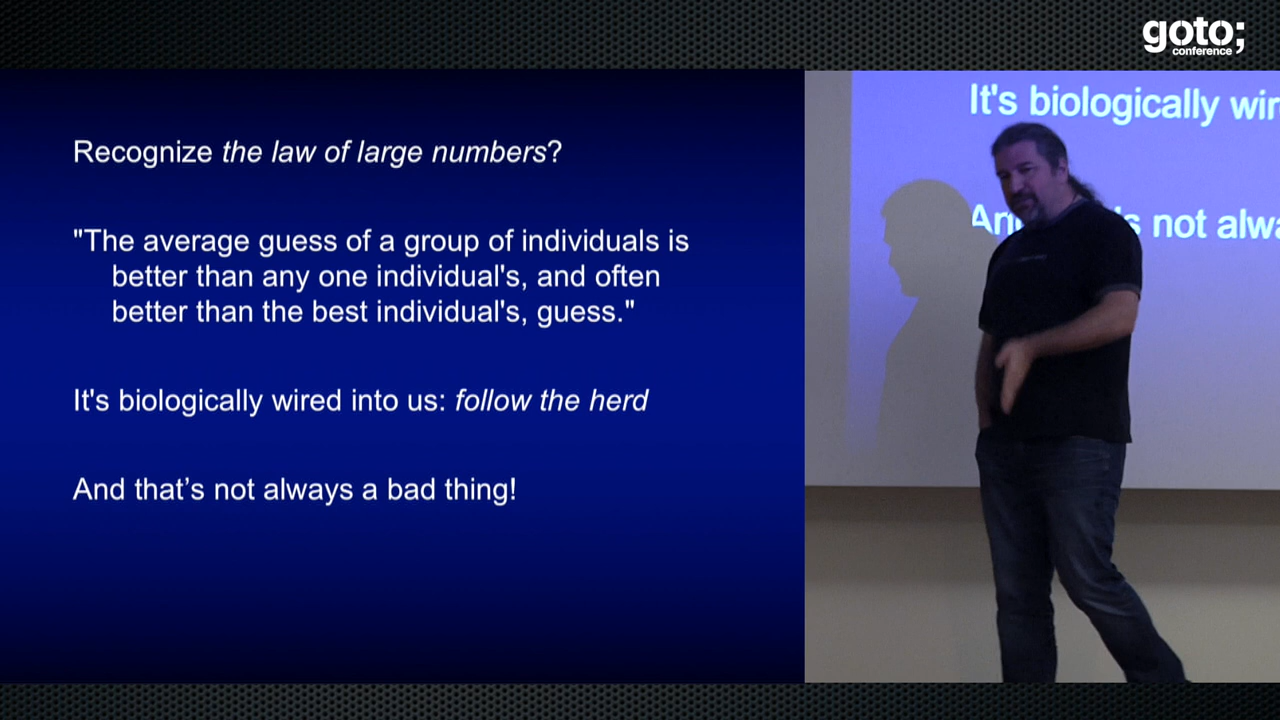 goto;
conference
Recognize the law of large numbers?
"The average guess of a group of individuals is
better than any one individual's, and often
better than the best individual's, guess."
It's biologically wired into us: follow the herd
And that’s not always a bad thing!
It's biologically wir
An s not alwa